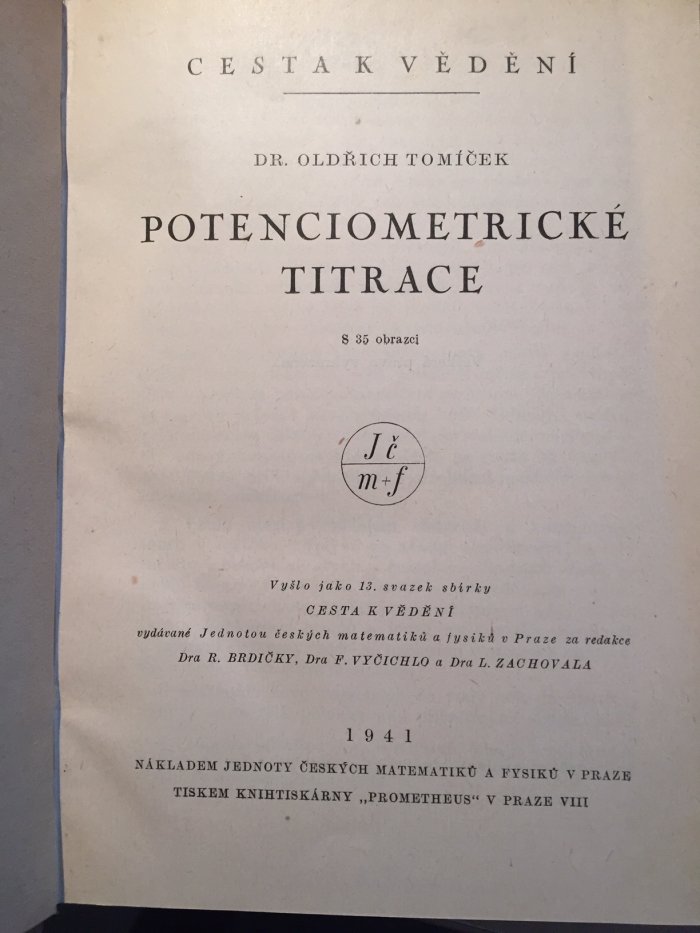 CESTA K VĚDĚNÍ
DR. OLDŘICH TOMÍČEK
POTENCIOMETRICKÉ
TITRACE
S 35 obrazci
Jč
m+f
Vyšlo jako 13. svazek sbírky
CESTA K VĚDĚNÍ
vydávané Jednotou českých matematiků a fysiků v Praze za redakce
Dra R. BRDIČKY, Dra F. VYČICHLO a Dra L. ZACHOVALA
1941
NÁKLADEM JEDNOTY ČESKÝCH MATEMATIKŮ A FYSIKŮ V PRAZE
TISKEM KNIHTISKÁRNY „PROMETHEUS“ V PRAZE VIII